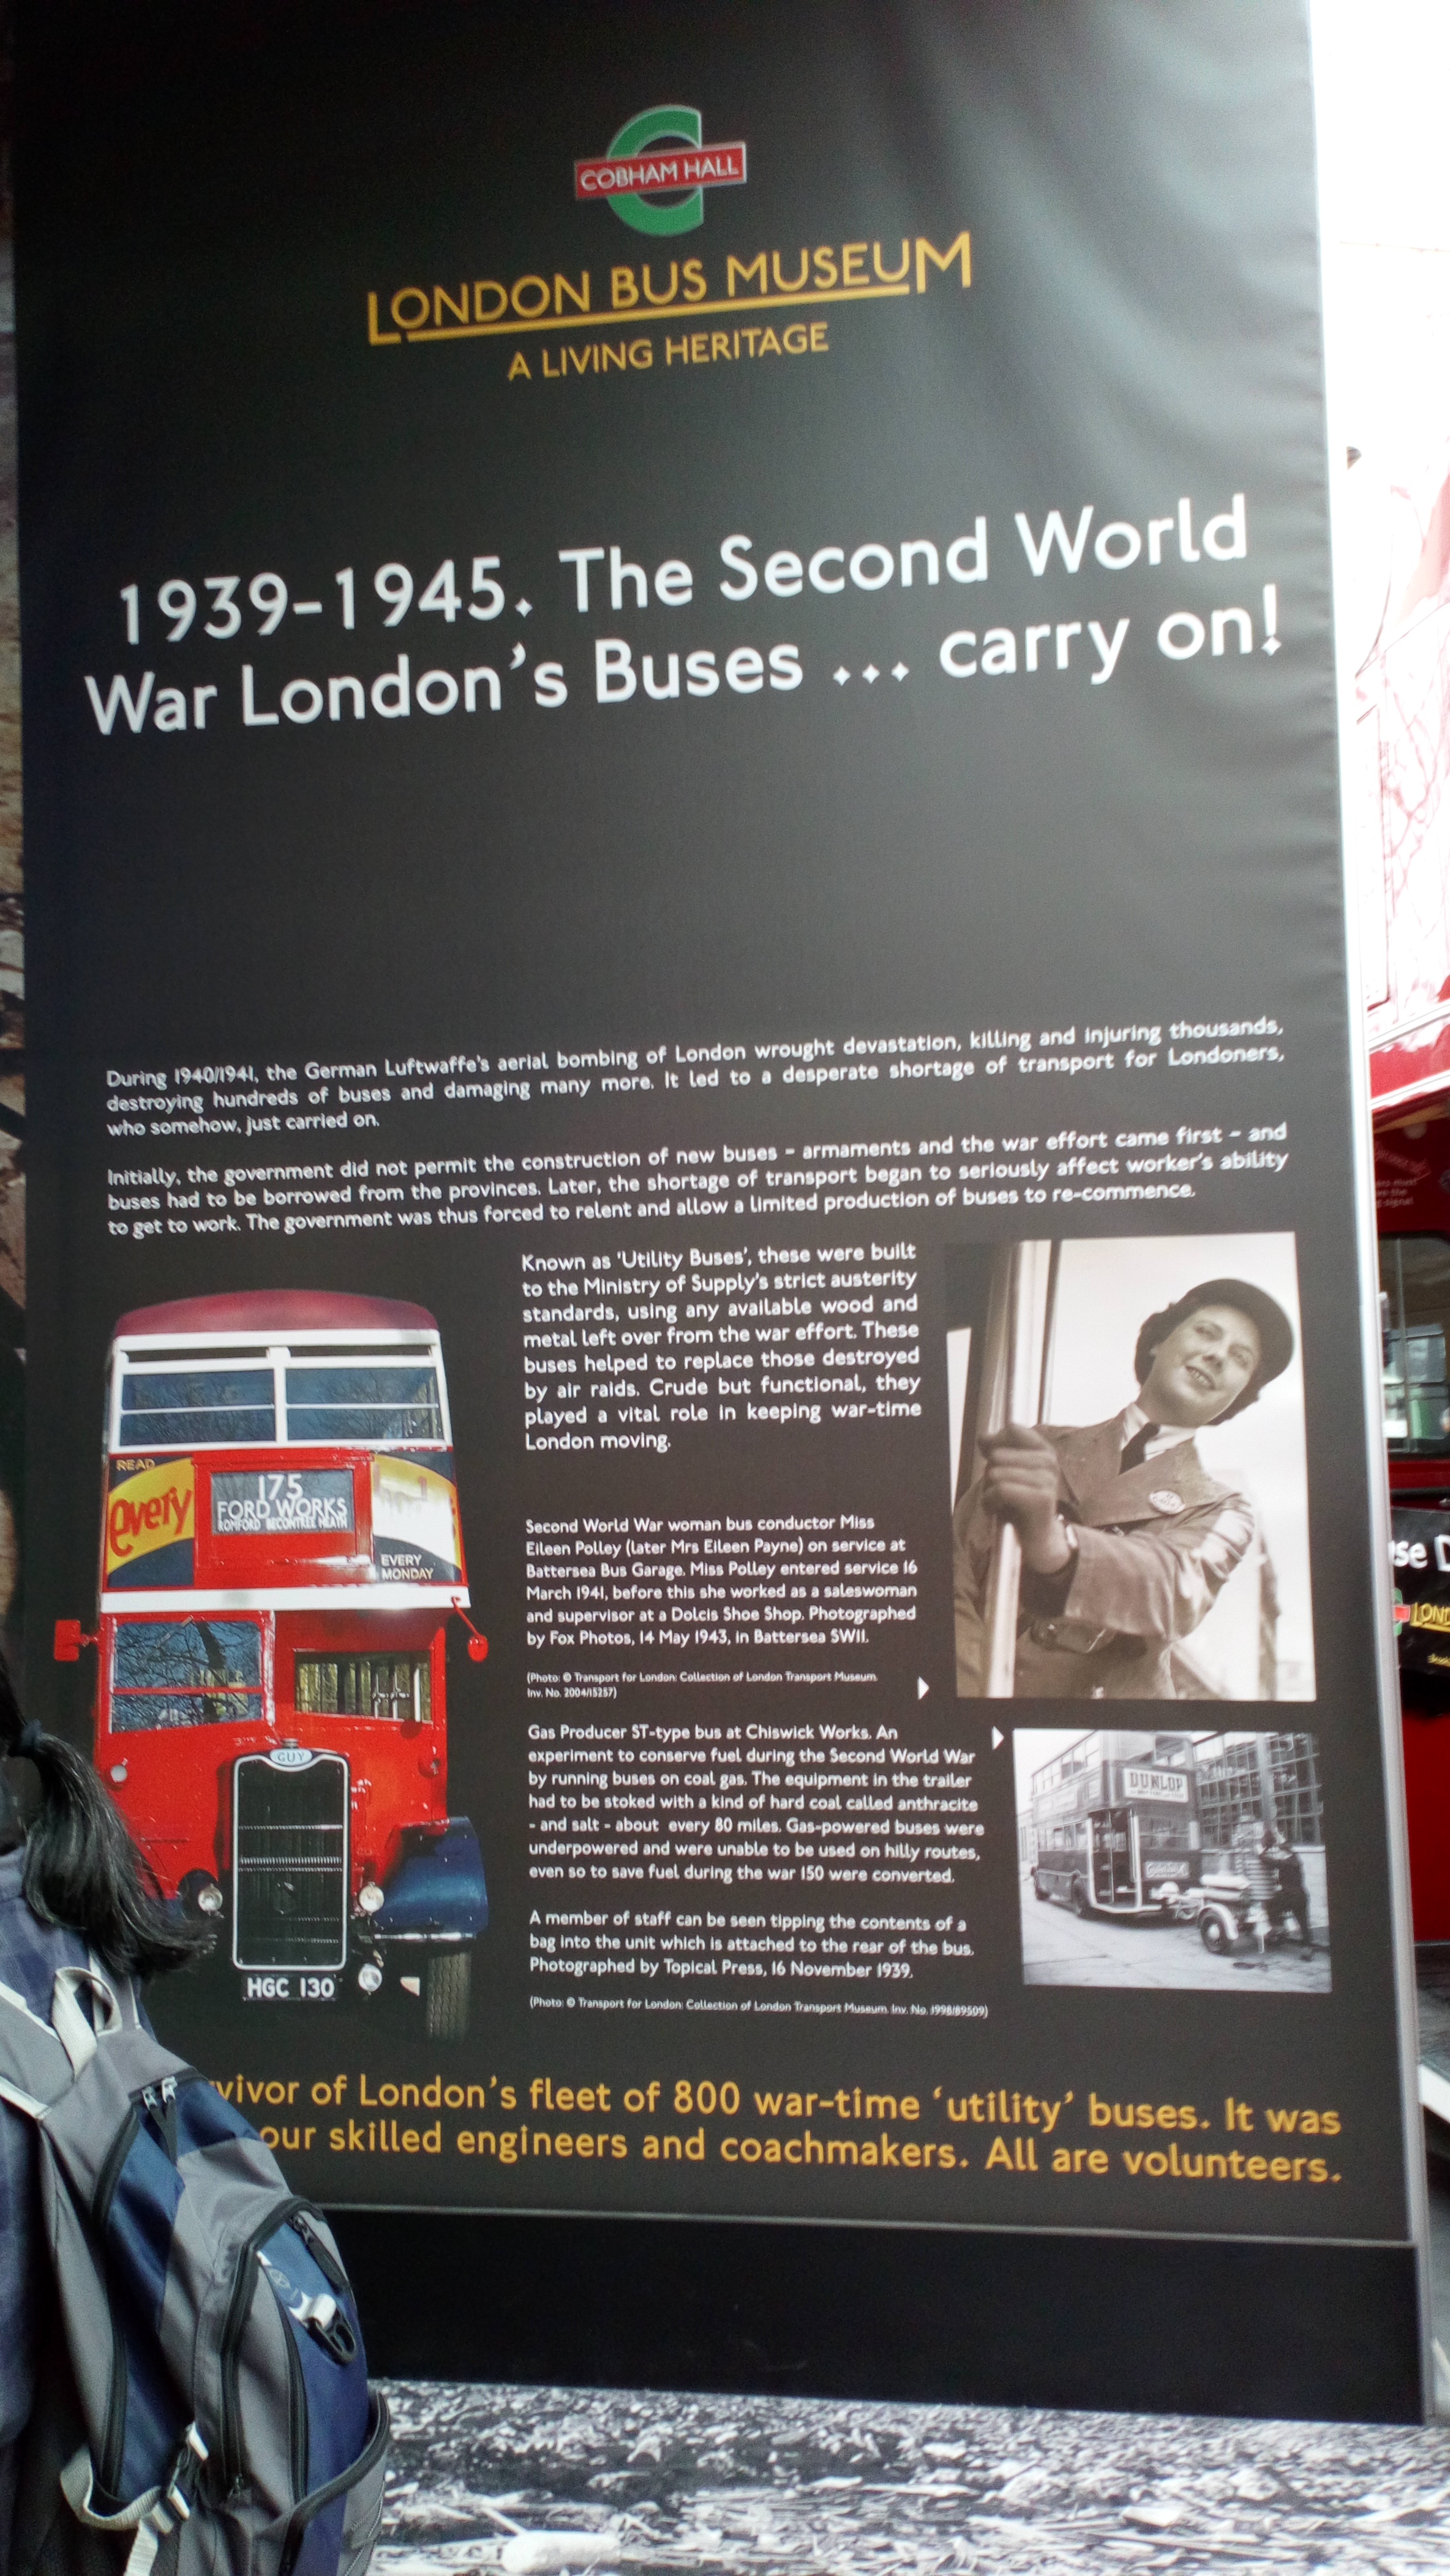 COBHAM HALL
LONDON BUS MUSEUM
A LIVING HERITAGE
1939-1945. The Second World
War London's Buses ... carry on!
During 1940/1941, the German Luftwaffe's aerial bombing of London wrought devastation, killing and injuring thousands,
destroying hundreds of buses and damaging many more. It led to a desperate shortage of transport for Londoners,
who somehow, just carried on.
Initially, the government did not permit the construction of new buses - armaments and the war effort came first - and
buses had to be borrowed from the provinces. Later, the shortage of transport began to seriously affect worker's ability
to get to work. The government was thus forced to relent and allow a limited production of buses to re-commence.
Known as 'Utility Buses', these were built
to the Ministry of Supply's strict austerity
standards, using any available wood and
metal left over from the war effort. These
buses helped to replace those destroyed
by air raids. Crude but functional, they
played a vital role in keeping war-time
London moving.
READ
every
175
FORD WORKS
ROMFORD BECONTREE HEATH
EVERY
MONDAY
GUY
HGC 130
Second World War woman bus conductor Miss
Eileen Polley (later Mrs Eileen Payne) on service at
Battersea Bus Garage. Miss Polley entered service 16
March 1941, before this she worked as a saleswoman
and supervisor at a Dolcis Shoe Shop. Photographed
by Fox Photos, 14 May 1943, in Battersea SW11.
(Photo: © Transport for London: Collection of London Transport Museum.
Inv. No. 2004/15257)
Gas Producer ST-type bus at Chiswick Works. An
experiment to conserve fuel during the Second World War
by running buses on coal gas. The equipment in the trailer
had to be stoked with a kind of hard coal called anthracite
- and salt - about every 80 miles. Gas-powered buses were
underpowered and were unable to be used on hilly routes,
even so to save fuel during the war 150 were converted.
DUNLOP
A member of staff can be seen tipping the contents of a
bag into the unit which is attached to the rear of the bus.
Photographed by Topical Press, 16 November 1939.
(Photo: © Transport for London: Collection of London Transport Museum. Inv. No. 1998/89509)
vivor of London's fleet of 800 war-time 'utility' buses. It was
our skilled engineers and coachmakers. All are volunteers.
se D
LOND